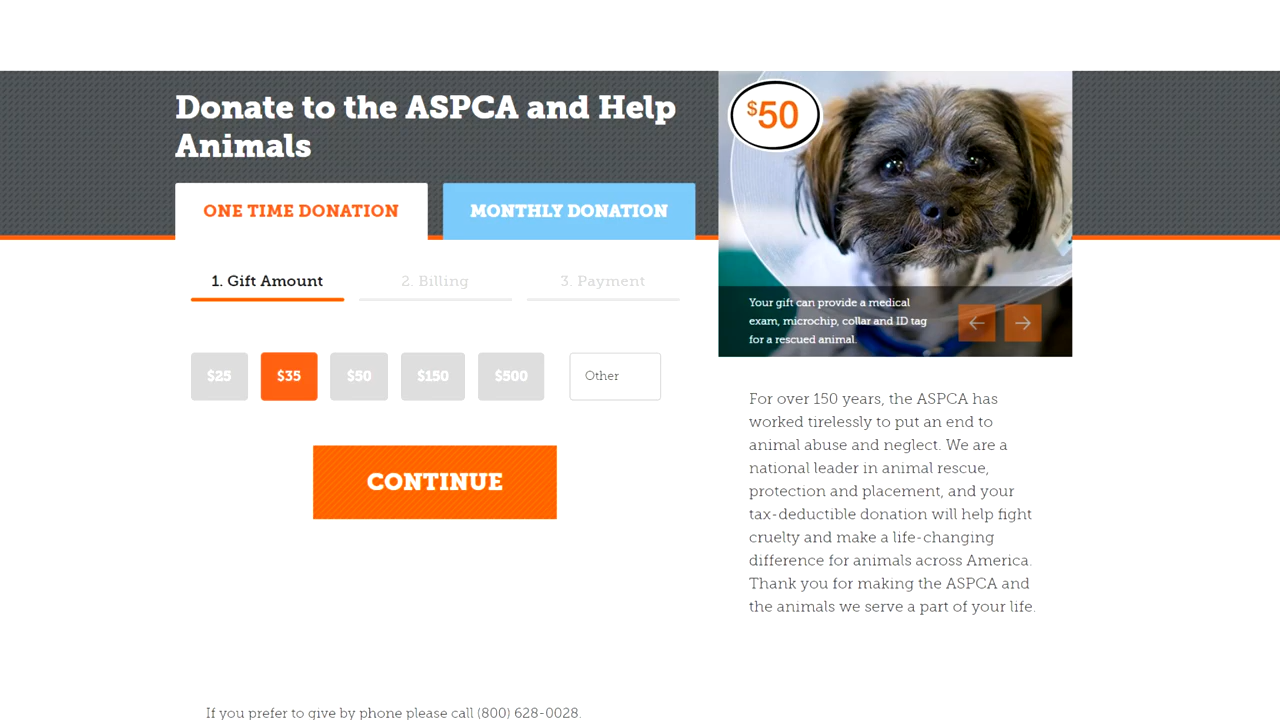 Donate to the ASPCA and Help
Animals
ONE TIME DONATION
MONTHLY DONATION
1. Gift Amount
2. Billing
3. Payment
$25
$35
$50
$150
$500
Other
CONTINUE
$50
Your gift can provide a medical
exam, microchip, collar and ID tag
for a rescued animal.
For over 150 years, the ASPCA has
worked tirelessly to put an end to
animal abuse and neglect. We are a
national leader in animal rescue,
protection and placement, and your
tax-deductible donation will help fight
cruelty and make a life-changing
difference for animals across America.
Thank you for making the ASPCA and
the animals we serve a part of your life.
If you prefer to give by phone please call (800) 628-0028.